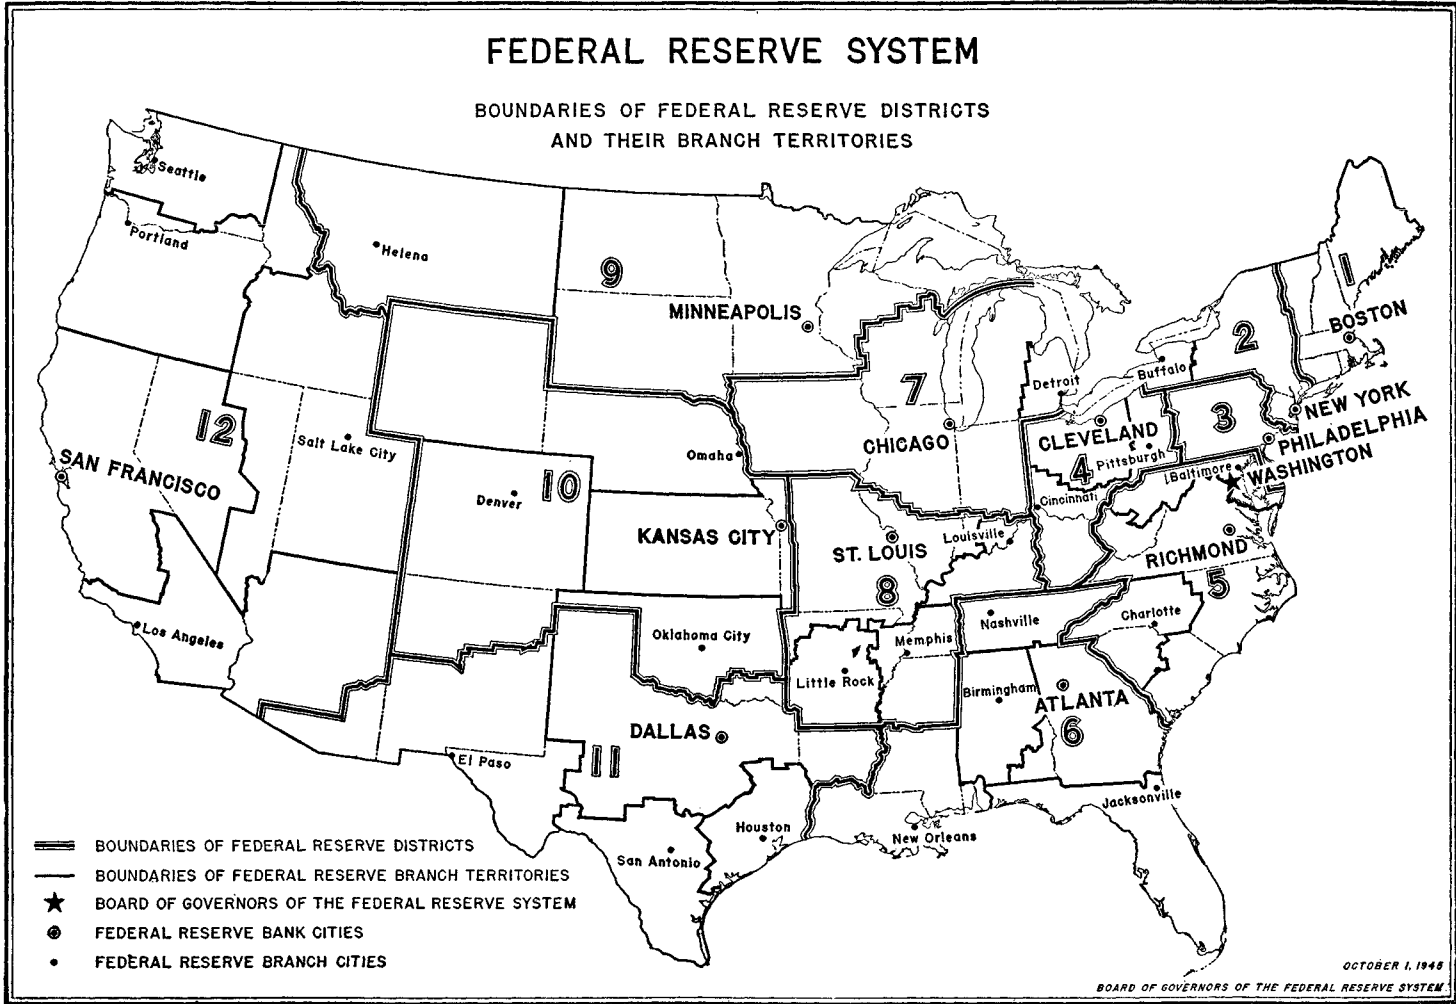 FEDERAL RESERVE SYSTEM
BOUNDARIES OF FEDERAL RESERVE DISTRICTS
AND THEIR BRANCH TERRITORIES
Seattle
Portland
Helena
9
MINNEAPOLIS
1
BOSTON
2
Buffalo
Detroit
7
CHICAGO
3
NEW YORK
PHILADELPHIA
WASHINGTON
CLEVELAND
4
Pittsburgh
Baltimore
Cincinnati
12
SAN FRANCISCO
Salt Lake City
Omaha
Denver
10
KANSAS CITY
ST. LOUIS
8
Louisville
RICHMOND
5
Charlotte
Los Angeles
Oklahoma City
Memphis
Nashville
Little Rock
Birmingham
ATLANTA
6
DALLAS
11
El Paso
Houston
San Antonio
New Orleans
Jacksonville
BOUNDARIES OF FEDERAL RESERVE DISTRICTS
BOUNDARIES OF FEDERAL RESERVE BRANCH TERRITORIES
BOARD OF GOVERNORS OF THE FEDERAL RESERVE SYSTEM
FEDERAL RESERVE BANK CITIES
FEDERAL RESERVE BRANCH CITIES
OCTOBER 1, 1948
BOARD OF GOVERNORS OF THE FEDERAL RESERVE SYSTEM